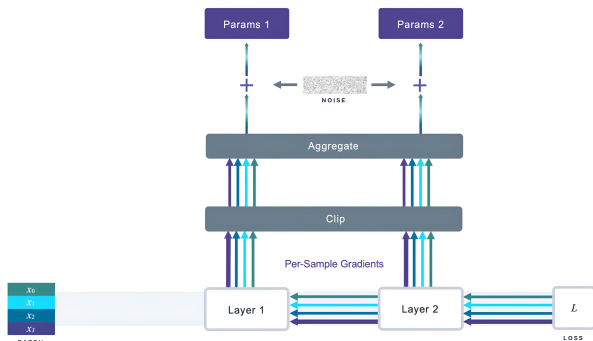 Params 1
Params 2
NOISE
Aggregate
Clip
Per-Sample Gradients
x₀
x₁
x₂
x₃
Layer 1
Layer 2
L
BATCH
LOSS